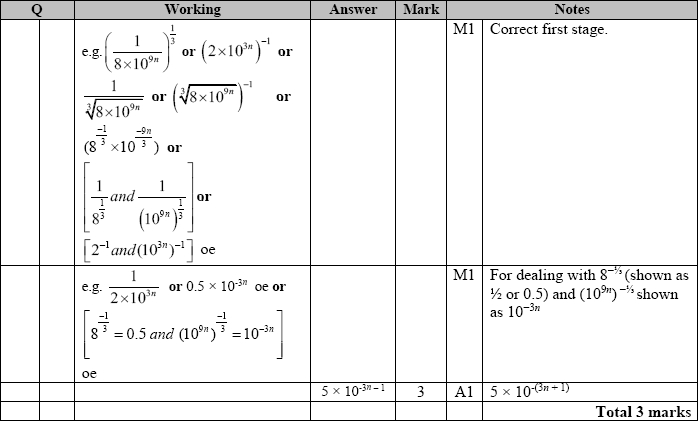 Q Working Answer Mark Notes
e.g. (1/(8×10^{9n}))^{1/3} or (2×10^{3n})^{-1} or
M1 Correct first stage.
1/∛(8×10^{9n}) or (∛(8×10^{9n}))^{-1} or
(8^{-1/3} ×10^{-9n/3}) or
[1/8^{1/3} and 1/(10^{9n})^{1/3}] or
[2^{-1} and (10^{3n})^{-1}] oe
e.g. 1/(2×10^{3n}) or 0.5 × 10^{-3n} oe or
[8^{-1/3} = 0.5 and (10^{9n})^{-1/3} = 10^{-3n}]
oe
M1 For dealing with 8^{-⅓} (shown as
½ or 0.5) and (10^{9n})^{-⅓} shown
as 10^{-3n}
5 × 10^{-3n-1} 3 A1 5 × 10^{-(3n + 1)}
Total 3 marks